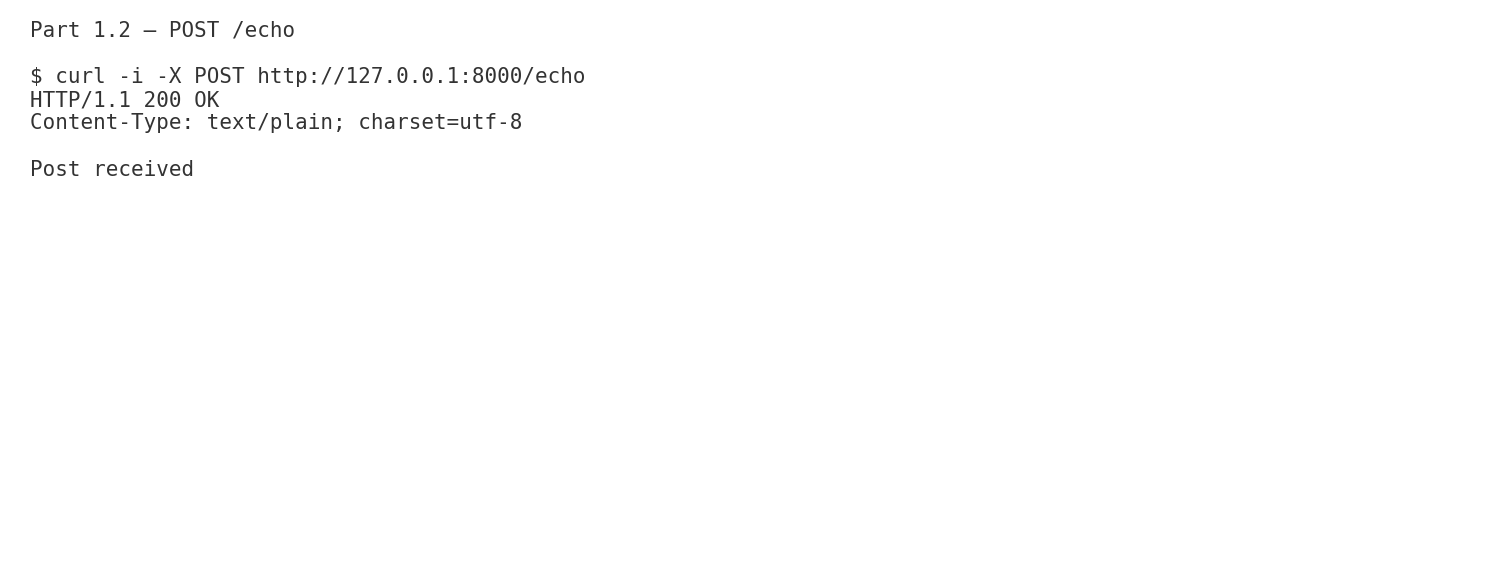 Part 1.2 – POST /echo
$ curl -i -X POST http://127.0.0.1:8000/echo
HTTP/1.1 200 OK
Content-Type: text/plain; charset=utf-8
Post received